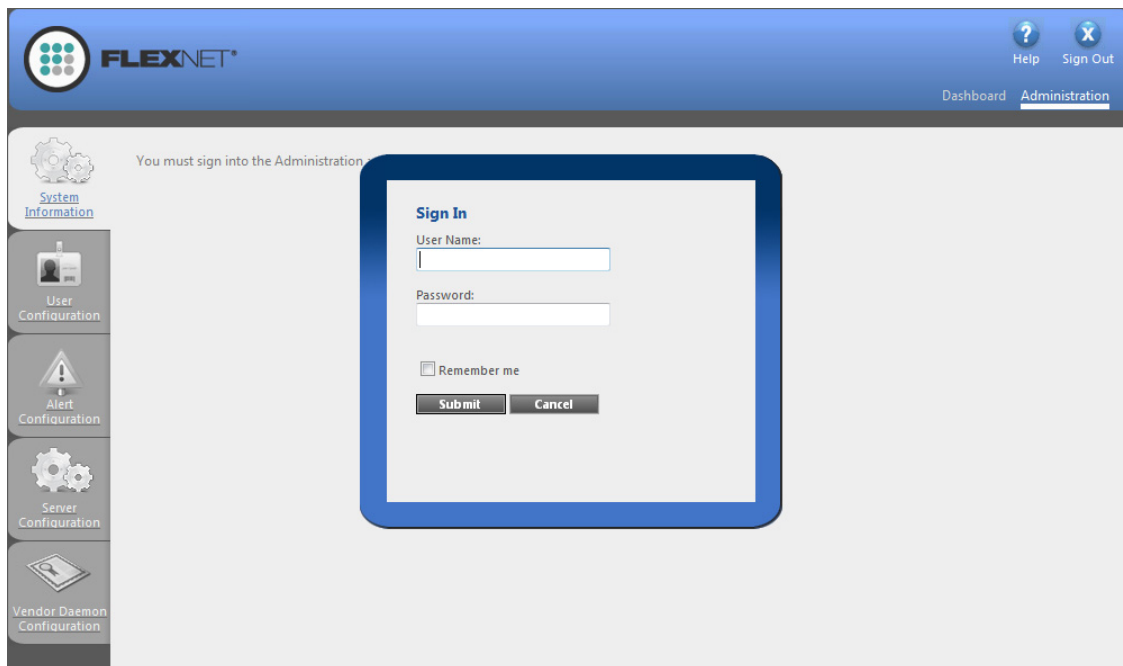 FLEXNET®
?
X
Help
Sign Out
Dashboard
Administration
System
Information
User
Configuration
Alert
Configuration
Server
Configuration
Vendor Daemon
Configuration
You must sign into the Administration
Sign In
User Name:
Password:
Remember me
Submit
Cancel